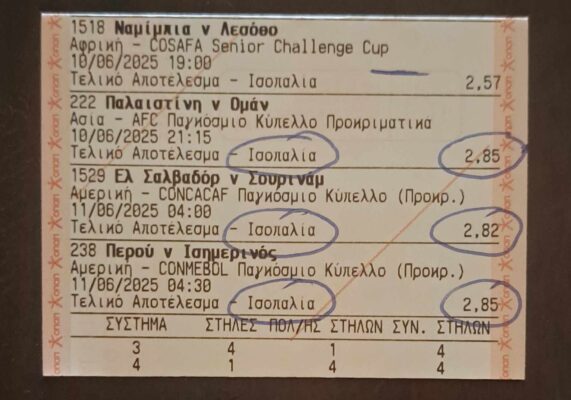 1518 Ναμίμπια v Λεσόθο
Αφρική - COSAFA Senior Challenge Cup
10/06/2025 19:00
Τελικό Αποτέλεσμα - Ισοπαλία 2,57
222 Παλαιστίνη v Ομάν
Ασία - AFC Παγκόσμιο Κύπελλο Προκριματικα
10/06/2025 21:15
Τελικό Αποτέλεσμα - Ισοπαλία 2,85
1529 Ελ Σαλβαδόρ v Σουρινάμ
Αμερική - CONCACAF Παγκόσμιο Κύπελλο (Προκρ.)
11/06/2025 04:00
Τελικό Αποτέλεσμα - Ισοπαλία 2,82
238 Περού v Ισημερινός
Αμερική - CONMEBOL Παγκόσμιο Κύπελλο (Προκρ.)
11/06/2025 04:30
Τελικό Αποτέλεσμα - Ισοπαλία 2,85
ΣΥΣΤΗΜΑ ΣΤΗΛΕΣ ΠΟΛ/ΗΣ ΣΤΗΛΩΝ ΣΥΝ. ΣΤΗΛΩΝ
3 4 1 4
4 1 4 4